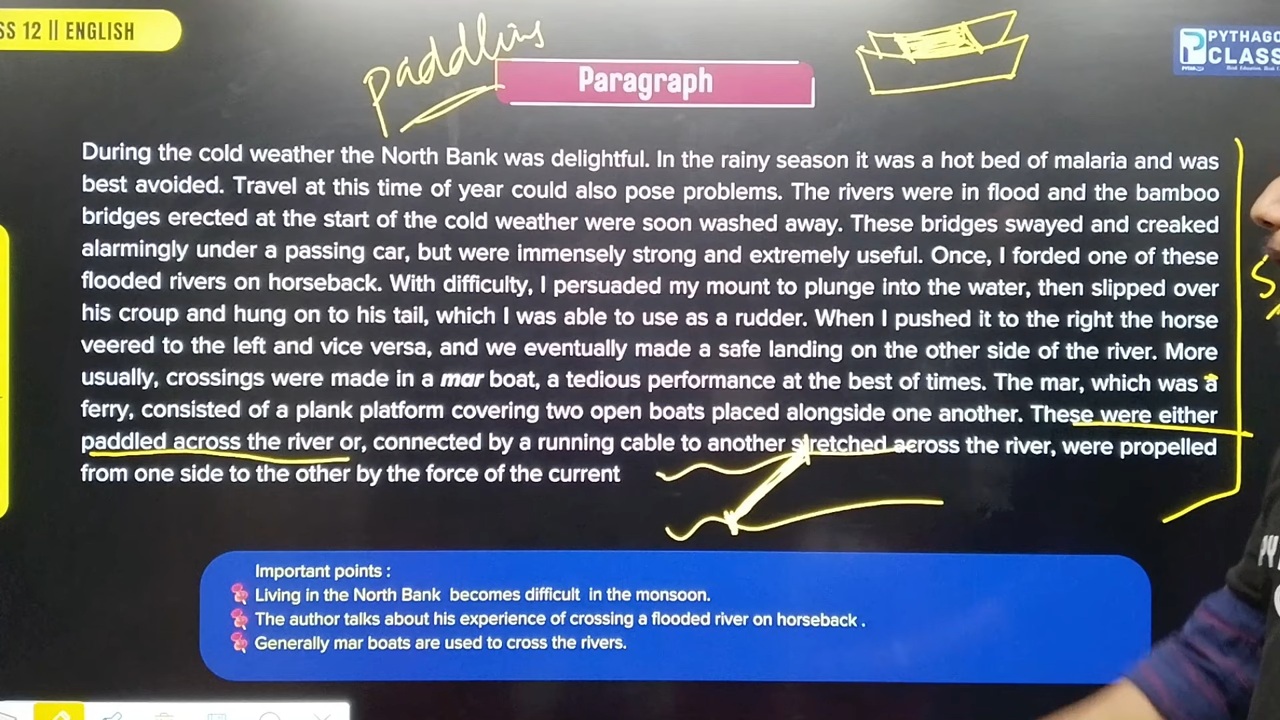 SS 12 || ENGLISH
paddling
PYTHAGO
CLASS
Paragraph
During the cold weather the North Bank was delightful. In the rainy season it was a hot bed of malaria and was
best avoided. Travel at this time of year could also pose problems. The rivers were in flood and the bamboo
bridges erected at the start of the cold weather were soon washed away. These bridges swayed and creaked
alarmingly under a passing car, but were immensely strong and extremely useful. Once, I forded one of these
flooded rivers on horseback. With difficulty, I persuaded my mount to plunge into the water, then slipped over
his croup and hung on to his tail, which I was able to use as a rudder. When I pushed it to the right the horse
veered to the left and vice versa, and we eventually made a safe landing on the other side of the river. More
usually, crossings were made in a mar boat, a tedious performance at the best of times. The mar, which was a
ferry, consisted of a plank platform covering two open boats placed alongside one another. These were either
paddled across the river or, connected by a running cable to another stretched across the river, were propelled
from one side to the other by the force of the current
Important points :
Living in the North Bank becomes difficult in the monsoon.
The author talks about his experience of crossing a flooded river on horseback .
Generally mar boats are used to cross the rivers.